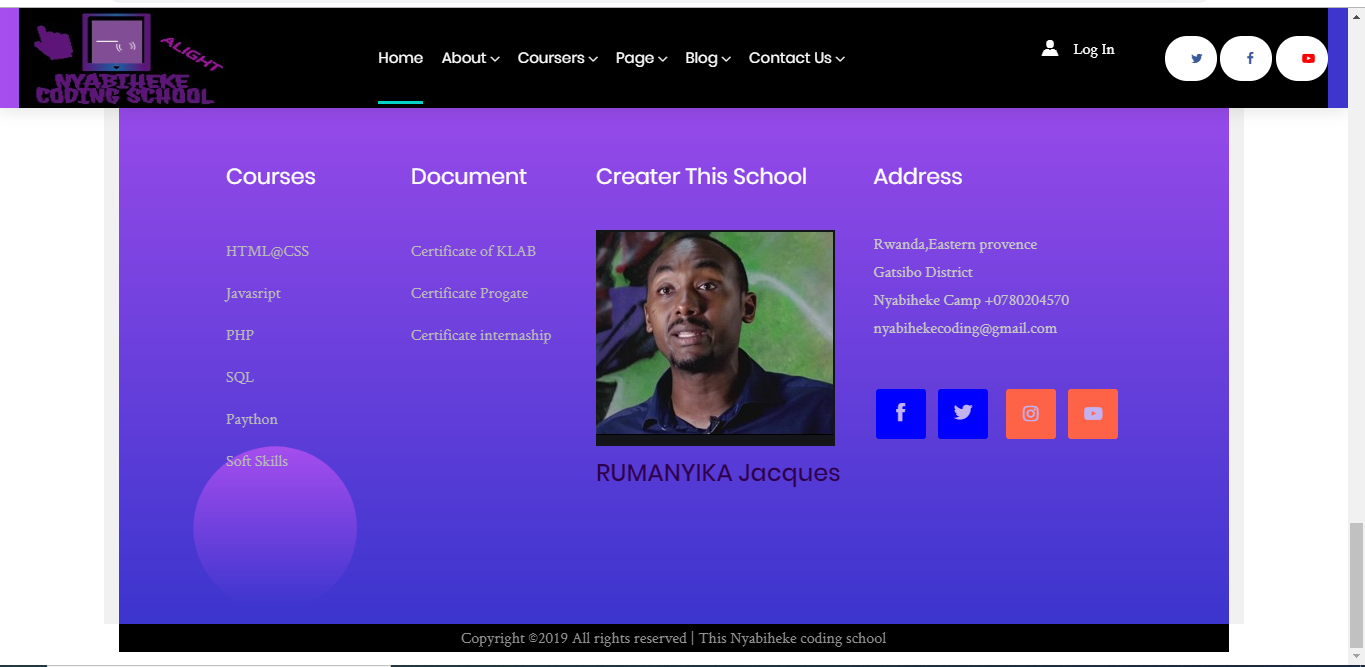 ALIGHT
NYABIHEKE
CODING SCHOOL
Home About Coursers Page Blog Contact Us Log In
Courses
HTML@CSS
Javasript
PHP
SQL
Paython
Soft Skills
Document
Certificate of KLAB
Certificate Progate
Certificate internaship
Creater This School
RUMANYIKA Jacques
Address
Rwanda,Eastern provence
Gatsibo District
Nyabiheke Camp +0780204570
nyabihekecoding@gmail.com
Copyright ©2019 All rights reserved | This Nyabiheke coding school